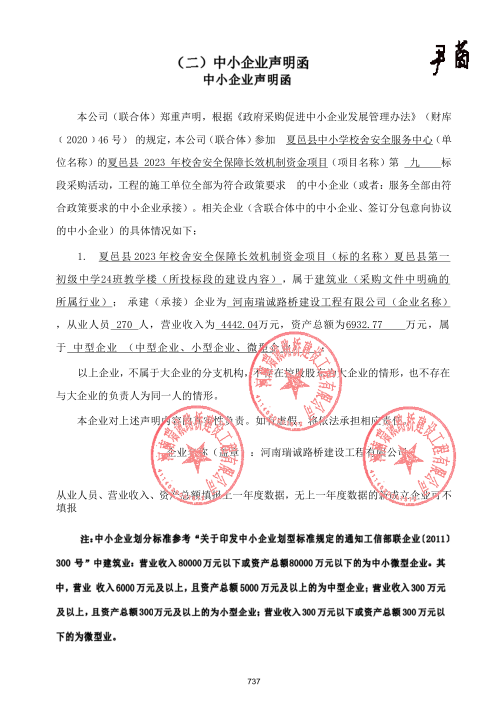 （二）中小企业声明函
中小企业声明函
本公司（联合体）郑重声明，根据《政府采购促进中小企业发展管理办法》（财库
﹝2020﹞46号）的规定，本公司（联合体）参加 夏邑县中小学校舍安全服务中心（单
位名称）的夏邑县 2023 年校舍安全保障长效机制资金项目（项目名称）第 九 标
段采购活动，工程的施工单位全部为符合政策要求 的中小企业（或者：服务全部由符
合政策要求的中小企业承接）。相关企业（含联合体中的中小企业、签订分包意向协议
的中小企业）的具体情况如下：
1. 夏邑县2023年校舍安全保障长效机制资金项目（标的名称）夏邑县第一
初级中学24班教学楼（所投标段的建设内容），属于建筑业（采购文件中明确的
所属行业）； 承建（承接）企业为 河南瑞诚路桥建设工程有限公司（企业名称）
，从业人员 270 人，营业收入为 4442.04万元，资产总额为6932.77 万元，属
于 中型企业 （中型企业、小型企业、微型企业）；
以上企业，不属于大企业的分支机构，不存在控股股东为大企业的情形，也不存在
与大企业的负责人为同一人的情形。
本企业对上述声明内容的真实性负责。如有虚假，将依法承担相应责任。
企业名称（盖章）：河南瑞诚路桥建设工程有限公司
从业人员、营业收入、资产总额填报上一年度数据，无上一年度数据的新成立企业可不
填报
注：中小企业划分标准参考“关于印发中小企业划型标准规定的通知工信部联企业〔2011〕
300 号”中建筑业：营业收入80000万元以下或资产总额80000万元以下的为中小微型企业。其
中，营业 收入6000万元及以上，且资产总额5000万元及以上的为中型企业；营业收入300万元
及以上，且资产总额300万元及以上的为小型企业；营业收入300万元以下或资产总额300万元以
下的为微型业。
737